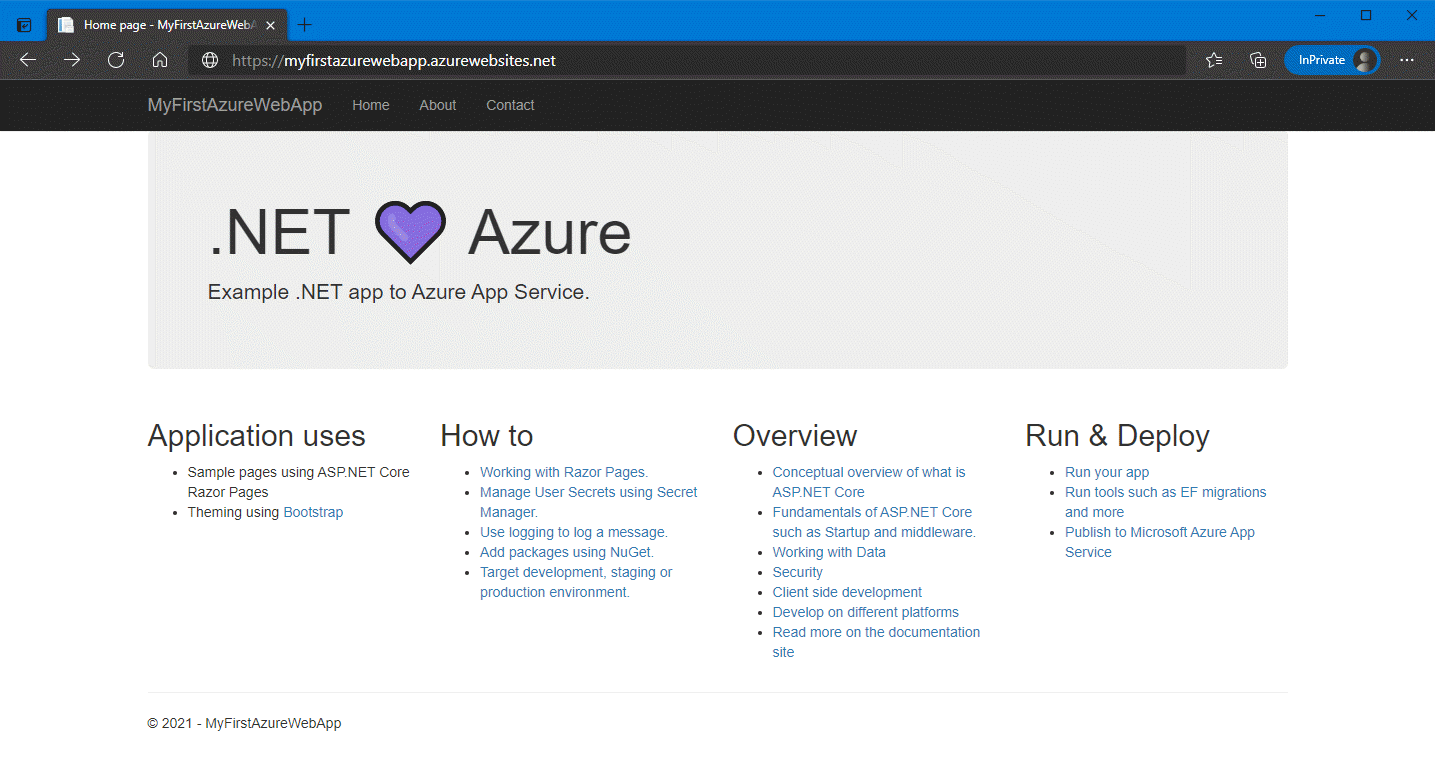 Home page - MyFirstAzureWebA
https://myfirstazurewebapp.azurewebsites.net
InPrivate
MyFirstAzureWebApp Home About Contact
.NET 💜 Azure
Example .NET app to Azure App Service.
Application uses
Sample pages using ASP.NET Core
Razor Pages
Theming using Bootstrap
How to
Working with Razor Pages.
Manage User Secrets using Secret
Manager.
Use logging to log a message.
Add packages using NuGet.
Target development, staging or
production environment.
Overview
Conceptual overview of what is
ASP.NET Core
Fundamentals of ASP.NET Core
such as Startup and middleware.
Working with Data
Security
Client side development
Develop on different platforms
Read more on the documentation
site
Run & Deploy
Run your app
Run tools such as EF migrations
and more
Publish to Microsoft Azure App
Service
© 2021 - MyFirstAzureWebApp